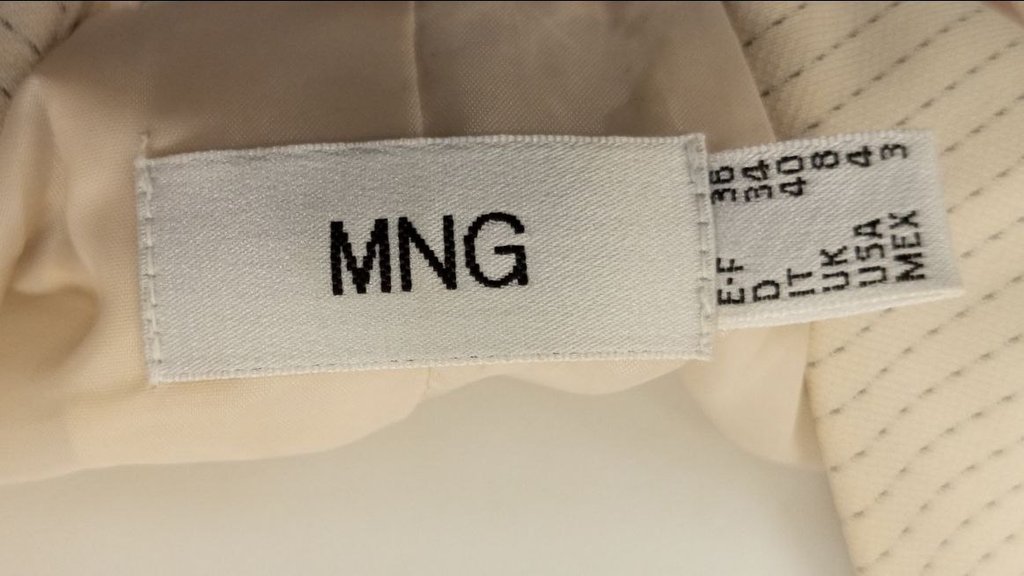 MNG
E-F 36
D 34
IT 40
UK 8
USA 4
MEX 3